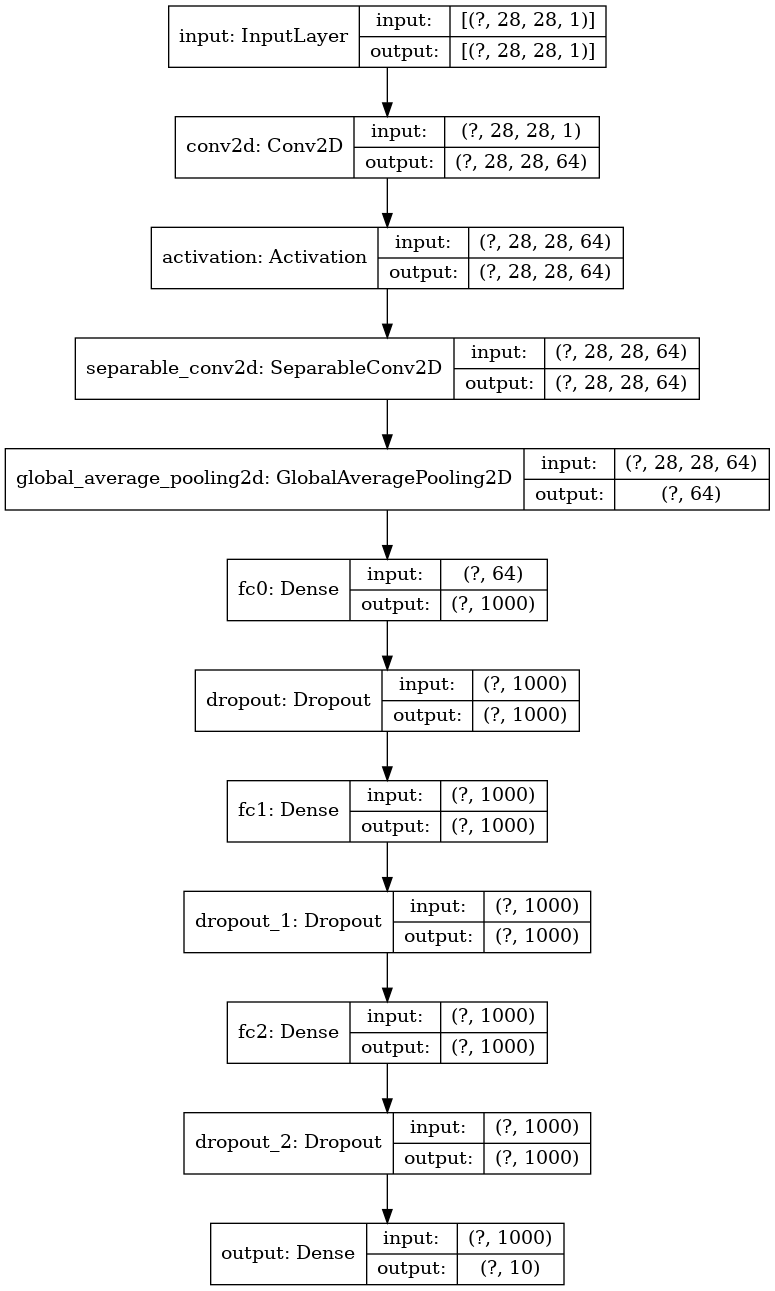 input: InputLayer
input:
[(?, 28, 28, 1)]
output:
[(?, 28, 28, 1)]
conv2d: Conv2D
input:
(?, 28, 28, 1)
output:
(?, 28, 28, 64)
activation: Activation
input:
(?, 28, 28, 64)
output:
(?, 28, 28, 64)
separable_conv2d: SeparableConv2D
input:
(?, 28, 28, 64)
output:
(?, 28, 28, 64)
global_average_pooling2d: GlobalAveragePooling2D
input:
(?, 28, 28, 64)
output:
(?, 64)
fc0: Dense
input:
(?, 64)
output:
(?, 1000)
dropout: Dropout
input:
(?, 1000)
output:
(?, 1000)
fc1: Dense
input:
(?, 1000)
output:
(?, 1000)
dropout_1: Dropout
input:
(?, 1000)
output:
(?, 1000)
fc2: Dense
input:
(?, 1000)
output:
(?, 1000)
dropout_2: Dropout
input:
(?, 1000)
output:
(?, 1000)
output: Dense
input:
(?, 1000)
output:
(?, 10)